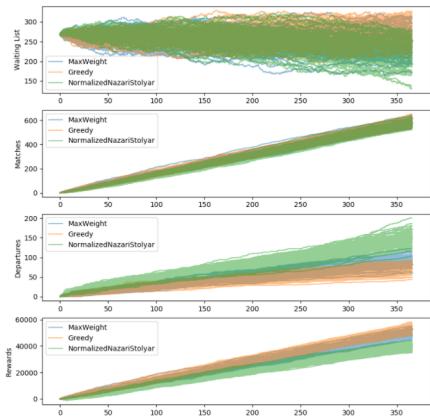 Waiting List
300
250
200
150
MaxWeight
Greedy
NormalizedNazariStolyar
0 50 100 150 200 250 300 350
Matches
600
400
200
0
MaxWeight
Greedy
NormalizedNazariStolyar
0 50 100 150 200 250 300 350
Departures
200
150
100
50
0
MaxWeight
Greedy
NormalizedNazariStolyar
0 50 100 150 200 250 300 350
Rewards
60000
40000
20000
0
MaxWeight
Greedy
NormalizedNazariStolyar
0 50 100 150 200 250 300 350